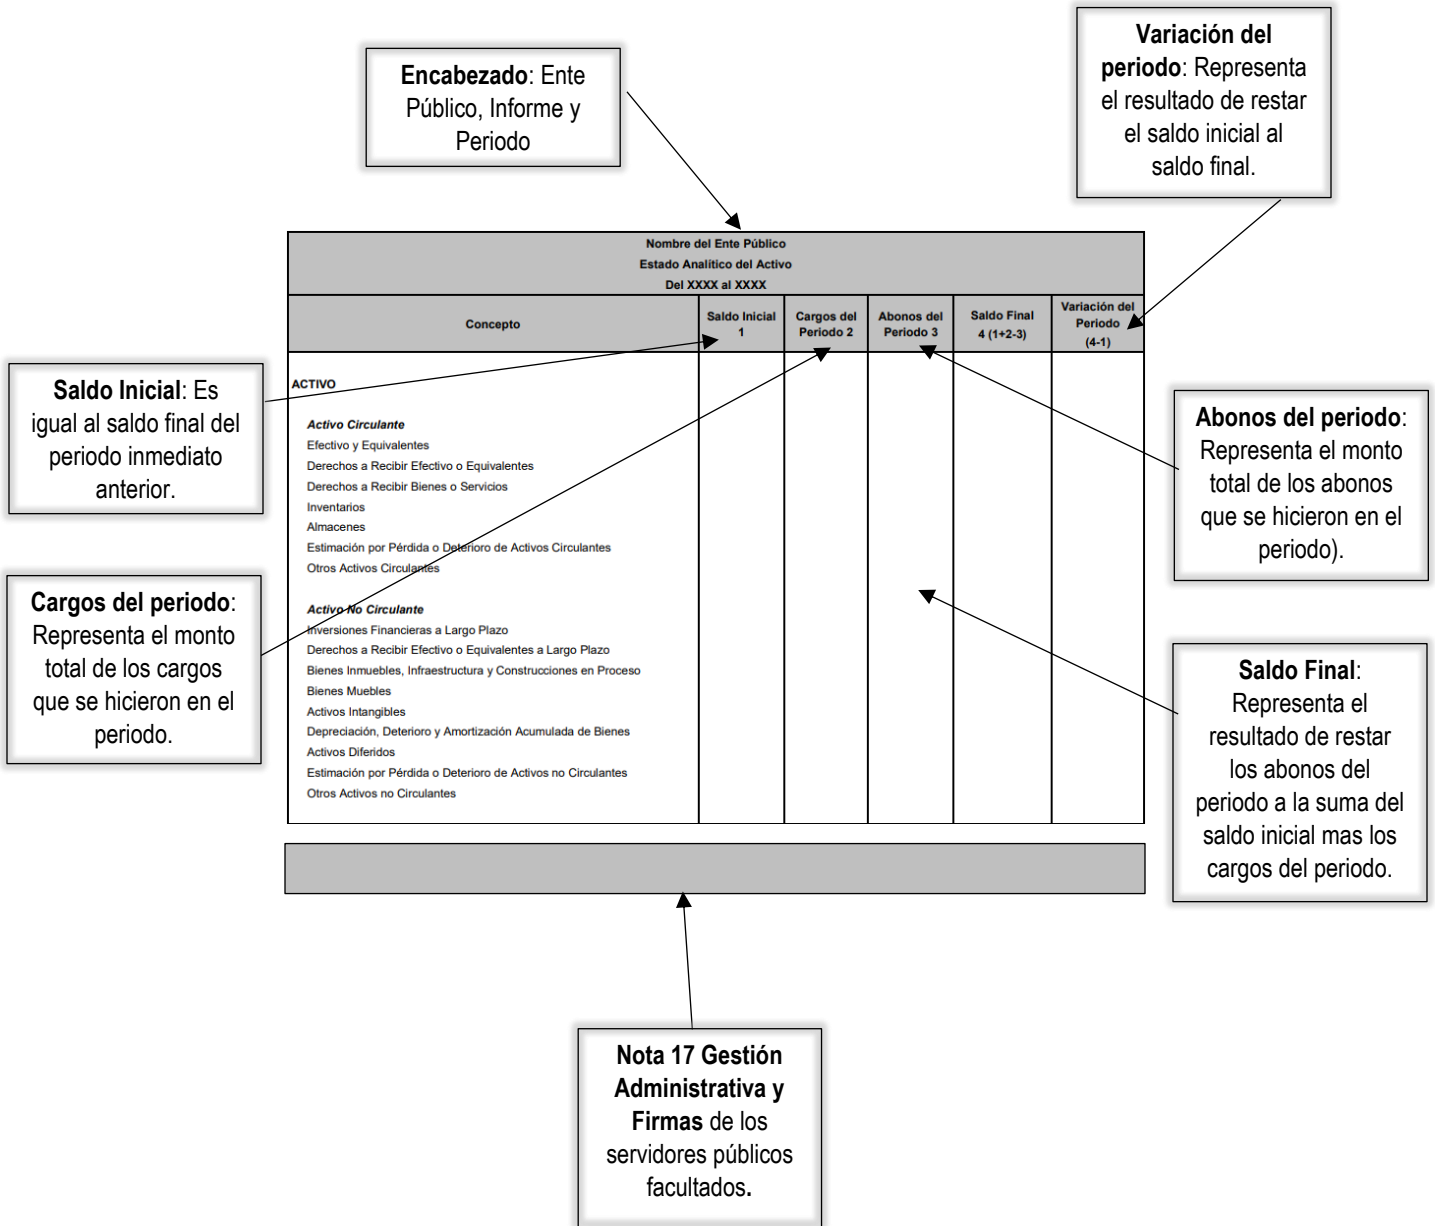 Encabezado: Ente
Público, Informe y
Periodo
Variación del
periodo: Representa
el resultado de restar
el saldo inicial al
saldo final.
Nombre del Ente Público
Estado Analítico del Activo
Del XXXX al XXXX
Concepto
Saldo Inicial
1
Cargos del
Periodo 2
Abonos del
Periodo 3
Saldo Final
4 (1+2-3)
Variación del
Periodo
(4-1)
Saldo Inicial: Es
igual al saldo final del
periodo inmediato
anterior.
Cargos del periodo:
Representa el monto
total de los cargos
que se hicieron en el
periodo.
ACTIVO
Activo Circulante
Efectivo y Equivalentes
Derechos a Recibir Efectivo o Equivalentes
Derechos a Recibir Bienes o Servicios
Inventarios
Almacenes
Estimación por Pérdida o Deterioro de Activos Circulantes
Otros Activos Circulantes
Activo No Circulante
Inversiones Financieras a Largo Plazo
Derechos a Recibir Efectivo o Equivalentes a Largo Plazo
Bienes Inmuebles, Infraestructura y Construcciones en Proceso
Bienes Muebles
Activos Intangibles
Depreciación, Deterioro y Amortización Acumulada de Bienes
Activos Diferidos
Estimación por Pérdida o Deterioro de Activos no Circulantes
Otros Activos no Circulantes
Abonos del periodo:
Representa el monto
total de los abonos
que se hicieron en el
periodo).
Saldo Final:
Representa el
resultado de restar
los abonos del
periodo a la suma del
saldo inicial mas los
cargos del periodo.
Nota 17 Gestión
Administrativa y
Firmas de los
servidores públicos
facultados.